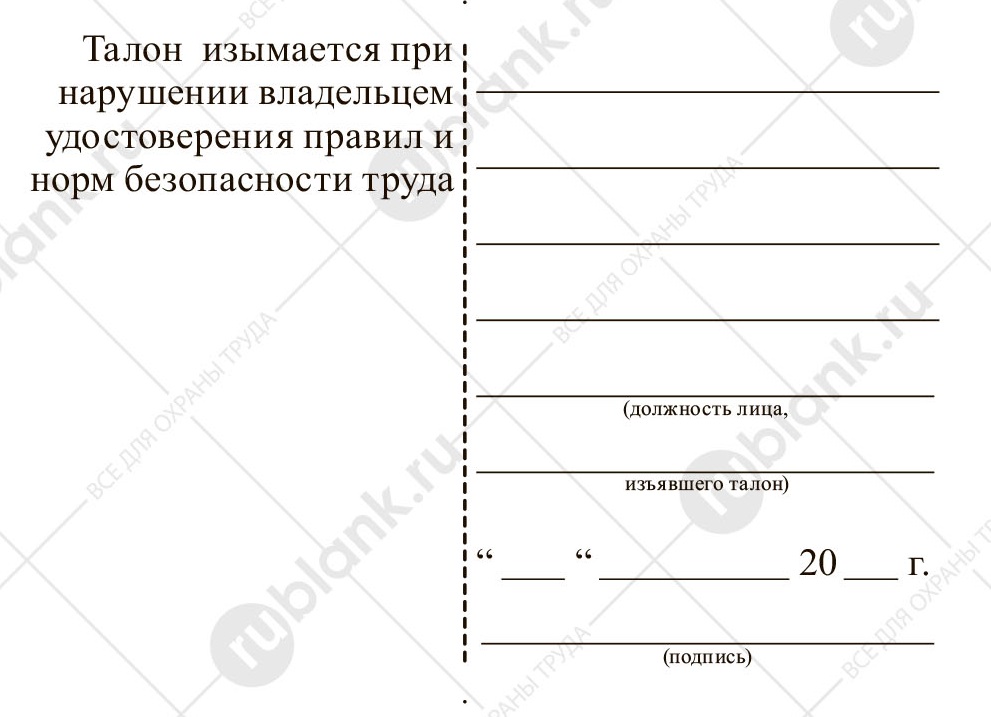 Талон изымается при
нарушении владельцем
удостоверения правил и
норм безопасности труда
(должность лица,
изъявшего талон)
“ ____ “ ____________ 20 ___ г.
(подпись)
rublank.ru
ВСЕ ДЛЯ ОХРАНЫ ТРУДА